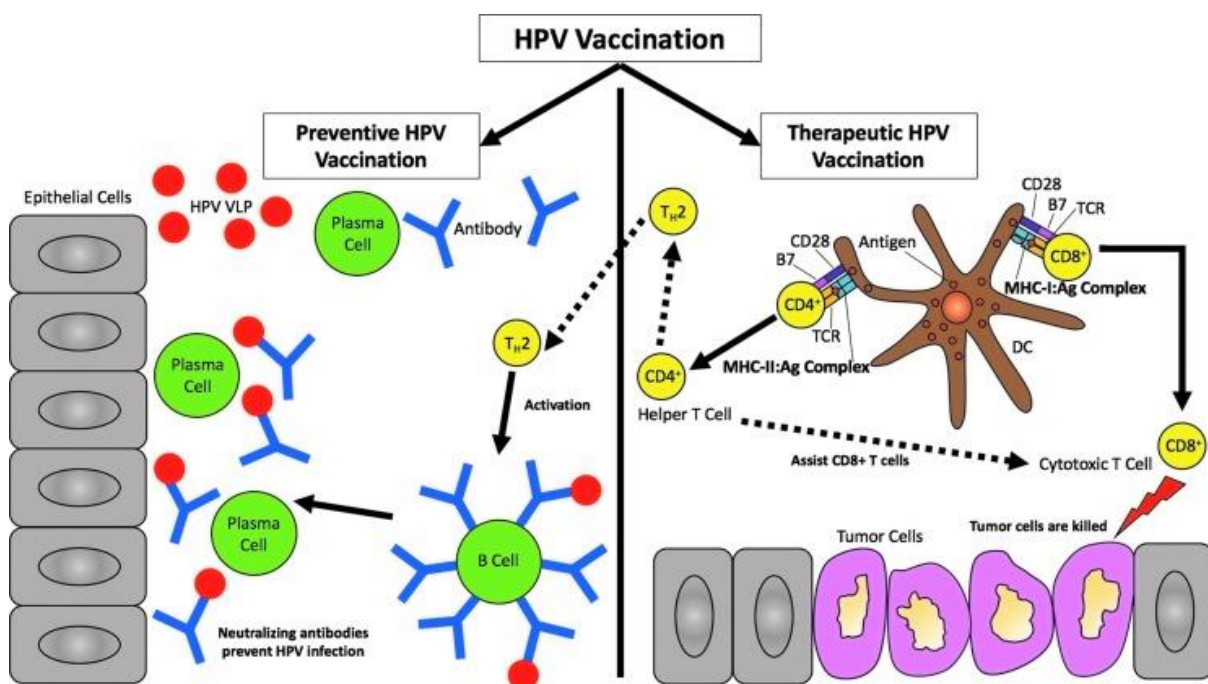 HPV Vaccination
Preventive HPV
Vaccination
Epithelial Cells
HPV VLP
Plasma
Cell
Antibody
T_H2
Plasma
Cell
T_H2
Activation
Plasma
Cell
B Cell
Neutralizing antibodies
prevent HPV infection
Therapeutic HPV
Vaccination
CD28
B7
TCR
CD8⁺
MHC-I:Ag Complex
Antigen
CD28
B7
CD4⁺
TCR
MHC-II:Ag Complex
DC
CD4⁺
Helper T Cell
Assist CD8+ T cells
CD8⁺
Cytotoxic T Cell
Tumor cells are killed
Tumor Cells